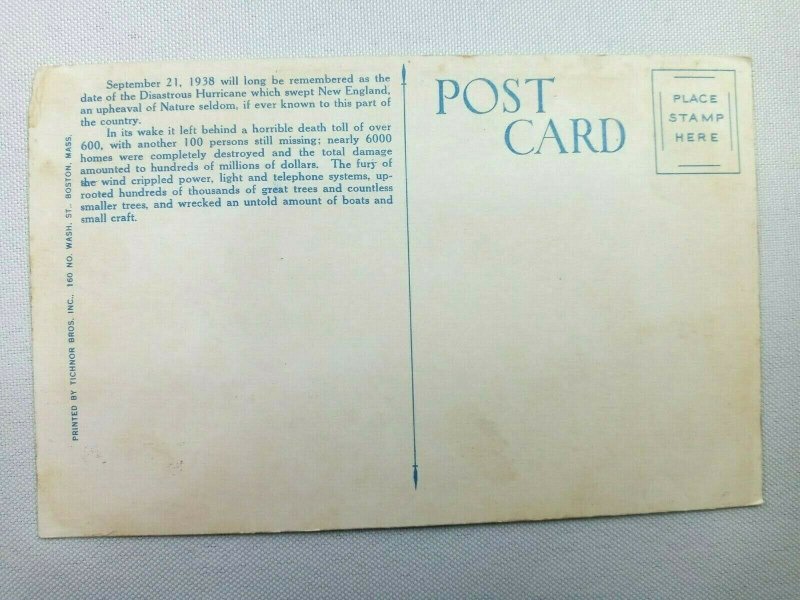 September 21, 1938 will long be remembered as the
date of the Disastrous Hurricane which swept New England,
an upheaval of Nature seldom, if ever known to this part of
the country.
In its wake it left behind a horrible death toll of over
600, with another 100 persons still missing; nearly 6000
homes were completely destroyed and the total damage
amounted to hundreds of millions of dollars. The fury of
the wind crippled power, light and telephone systems, up-
rooted hundreds of thousands of great trees and countless
smaller trees, and wrecked an untold amount of boats and
small craft.
PRINTED BY TICHNOR BROS. INC., 160 NO. WASH. ST., BOSTON, MASS.
POST
CARD
PLACE
STAMP
HERE